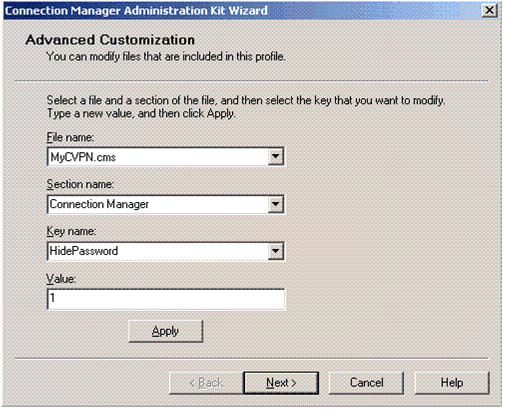 Connection Manager Administration Kit Wizard
Advanced Customization
You can modify files that are included in this profile.
Select a file and a section of the file, and then select the key that you want to modify.
Type a new value, and then click Apply.
File name:
MyCVPN.cms
Section name:
Connection Manager
Key name:
HidePassword
Value:
1
Apply
< Back Next > Cancel Help